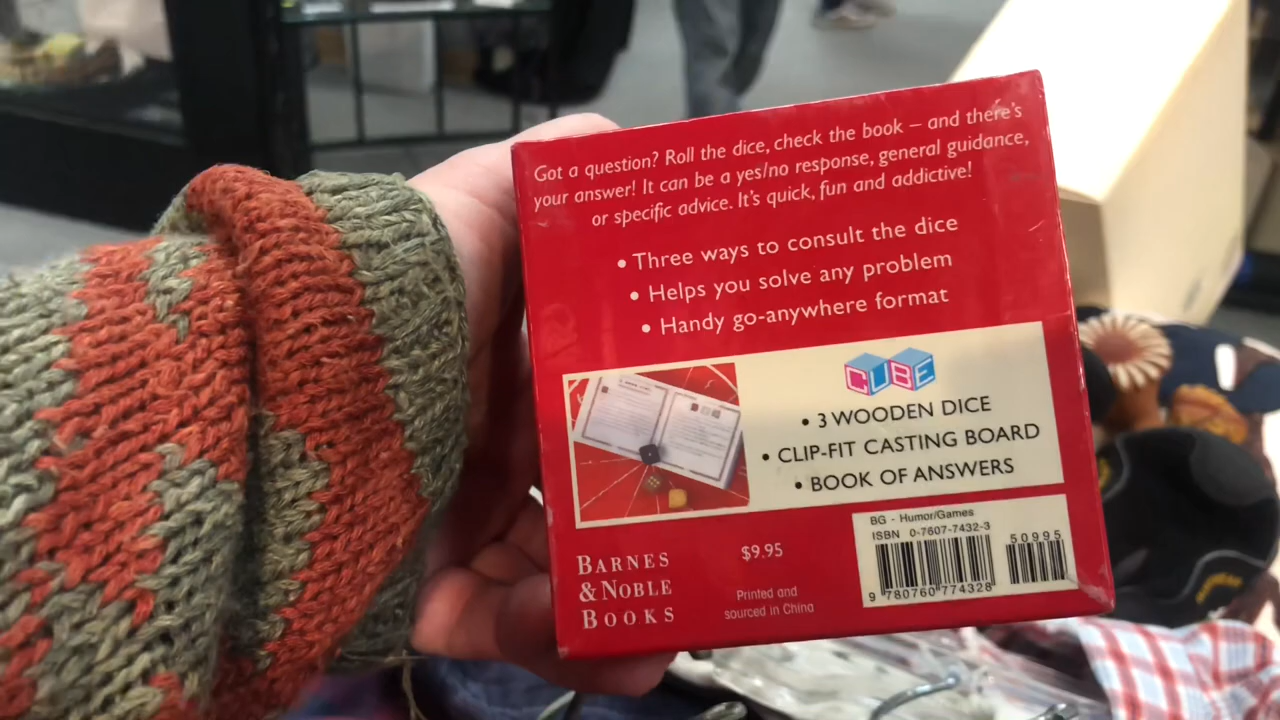 Got a question? Roll the dice, check the book – and there's
your answer! It can be a yes/no response, general guidance,
or specific advice. It's quick, fun and addictive!
• Three ways to consult the dice
• Helps you solve any problem
• Handy go-anywhere format
CUBE
• 3 WOODEN DICE
• CLIP-FIT CASTING BOARD
• BOOK OF ANSWERS
BARNES
& NOBLE
BOOKS
$9.95
Printed and
sourced in China
BG - Humor/Games
ISBN 0-7607-7432-3
50995
9 780760 774328